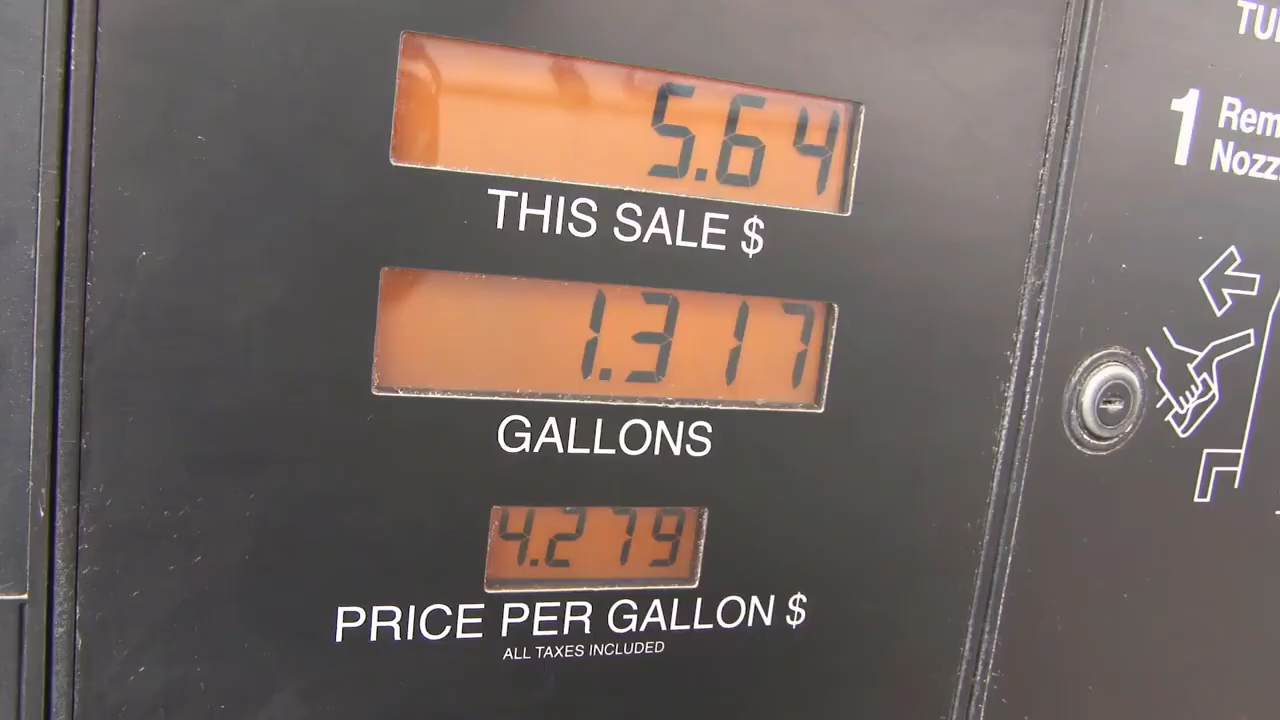 5.64
THIS SALE $
1.317
GALLONS
4.279
PRICE PER GALLON $
ALL TAXES INCLUDED
1